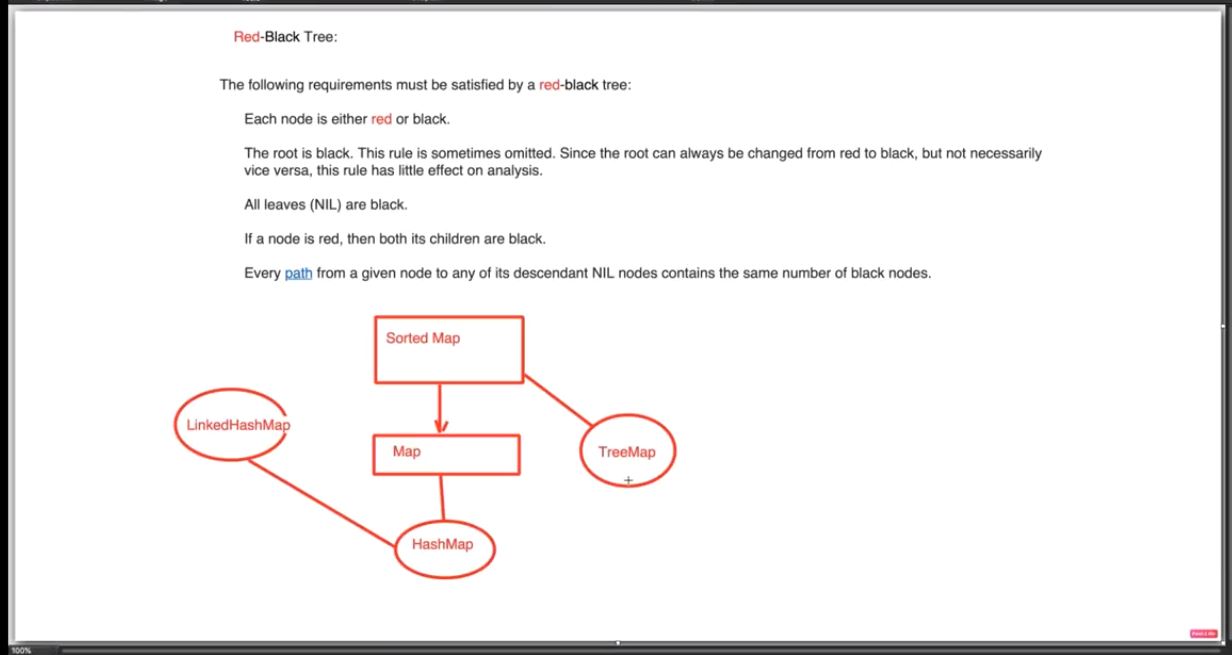 Red-Black Tree:
The following requirements must be satisfied by a red-black tree:
Each node is either red or black.
The root is black. This rule is sometimes omitted. Since the root can always be changed from red to black, but not necessarily
vice versa, this rule has little effect on analysis.
All leaves (NIL) are black.
If a node is red, then both its children are black.
Every path from a given node to any of its descendant NIL nodes contains the same number of black nodes.
Sorted Map
LinkedHashMap
Map
TreeMap
HashMap
100%